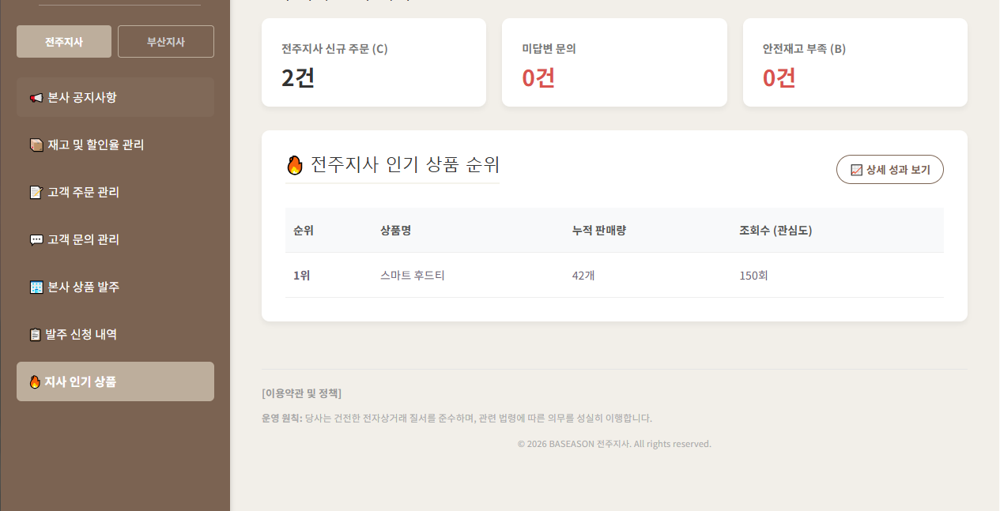 전주지사 부산지사
📢 본사 공지사항
📦 재고 및 할인율 관리
📝 고객 주문 관리
💬 고객 문의 관리
🏢 본사 상품 발주
📋 발주 신청 내역
🔥 지사 인기 상품
전주지사 신규 주문 (C)
2건
미답변 문의
0건
안전재고 부족 (B)
0건
🔥 전주지사 인기 상품 순위
📈 상세 성과 보기
순위 상품명 누적 판매량 조회수 (관심도)
1위 스마트 후드티 42개 150회
[이용약관 및 정책]
운영 원칙: 당사는 건전한 전자상거래 질서를 준수하며, 관련 법령에 따른 의무를 성실히 이행합니다.
© 2026 BASEASON 전주지사. All rights reserved.